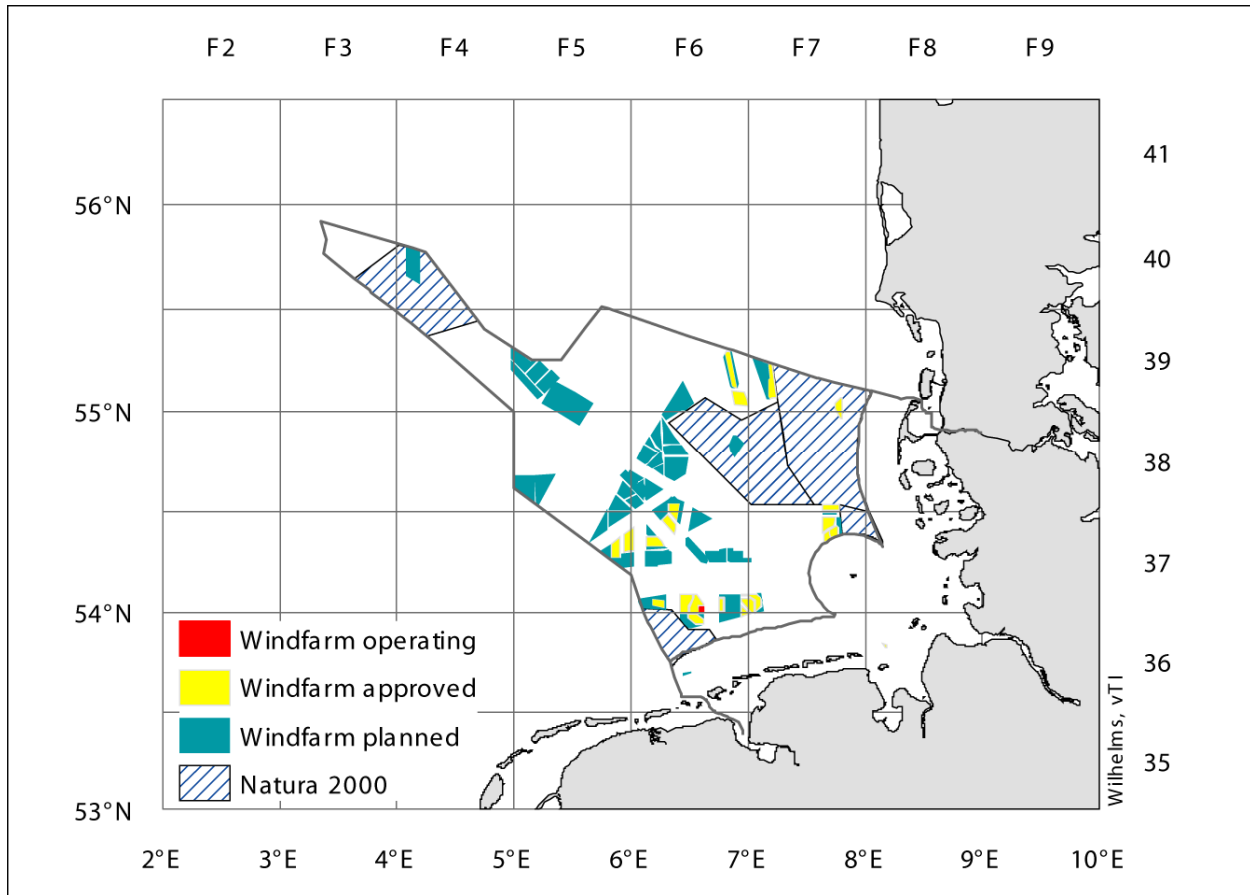 F2 F3 F4 F5 F6 F7 F8 F9
41
56°N
40
39
55°N
38
37
54°N
Windfarm operating
36
Windfarm approved
Windfarm planned
35
Natura 2000
53°N
Wilhelms, vTI
2°E 3°E 4°E 5°E 6°E 7°E 8°E 9°E 10°E